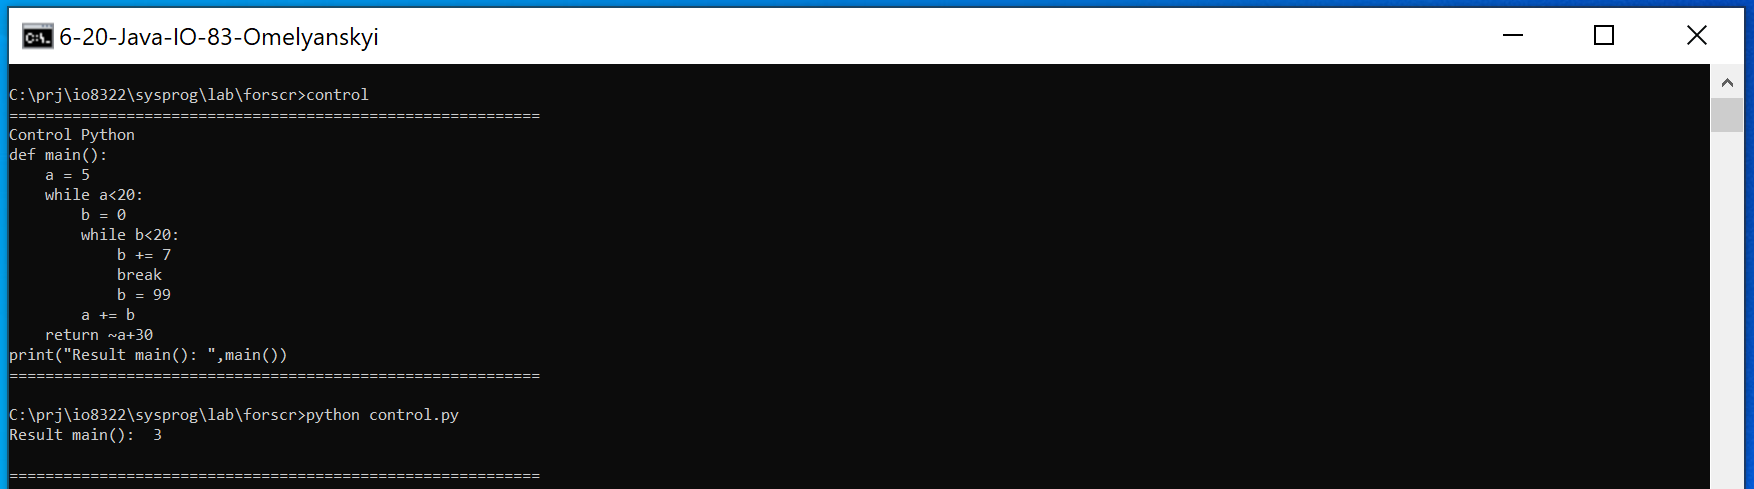 6-20-Java-IO-83-Omelyanskyi
C:\prj\io8322\sysprog\lab\forscr>control
===========================================================
Control Python
def main():
    a = 5
    while a<20:
        b = 0
        while b<20:
            b += 7
            break
            b = 99
        a += b
    return ~a+30
print("Result main(): ",main())
===========================================================
C:\prj\io8322\sysprog\lab\forscr>python control.py
Result main():  3
===========================================================